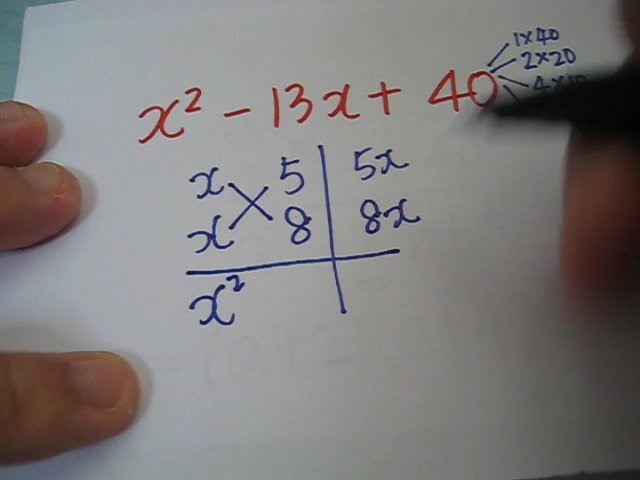 1×40
2×20
x² - 13x + 40
x 5 5x
x 8 8x
x²